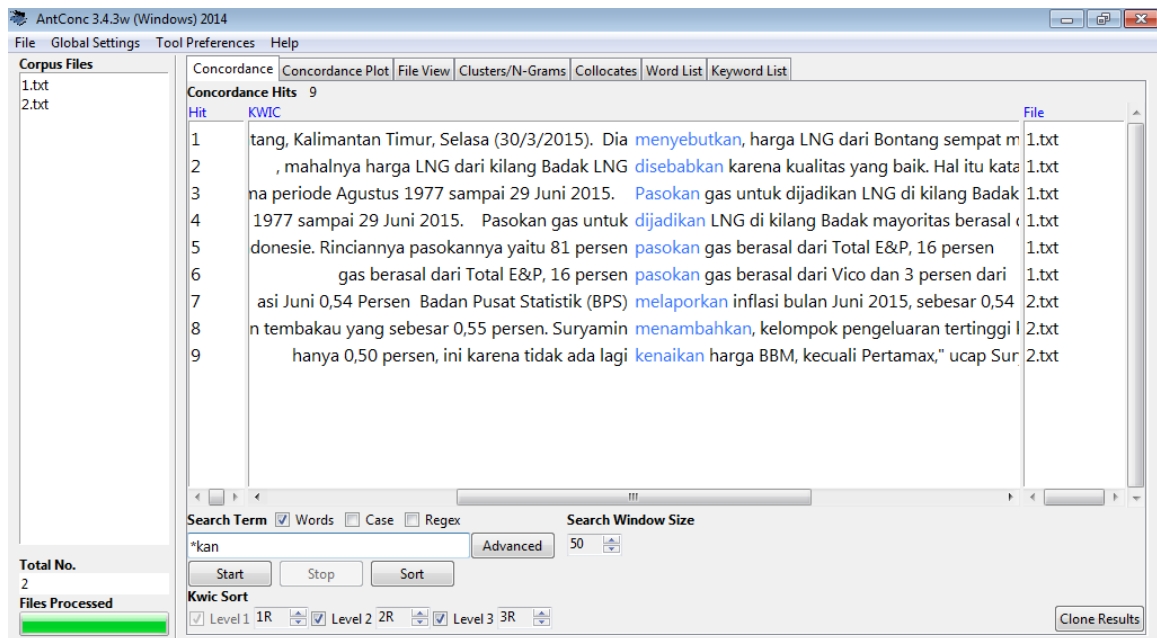 AntConc 3.4.3w (Windows) 2014
File Global Settings Tool Preferences Help
Corpus Files
1.txt
2.txt
Concordance Concordance Plot File View Clusters/N-Grams Collocates Word List Keyword List
Concordance Hits 9
Hit KWIC File
1 tang, Kalimantan Timur, Selasa (30/3/2015). Dia menyebutkan, harga LNG dari Bontang sempat m 1.txt
2 , mahalnya harga LNG dari kilang Badak LNG disebabkan karena kualitas yang baik. Hal itu kata 1.txt
3 ma periode Agustus 1977 sampai 29 Juni 2015. Pasokan gas untuk dijadikan LNG di kilang Badak 1.txt
4 1977 sampai 29 Juni 2015. Pasokan gas untuk dijadikan LNG di kilang Badak mayoritas berasal 1.txt
5 donesie. Rinciannya pasokannya yaitu 81 persen pasokan gas berasal dari Total E&P, 16 persen 1.txt
6 gas berasal dari Total E&P, 16 persen pasokan gas berasal dari Vico dan 3 persen dari 1.txt
7 asi Juni 0,54 Persen Badan Pusat Statistik (BPS) melaporkan inflasi bulan Juni 2015, sebesar 0,54 2.txt
8 n tembakau yang sebesar 0,55 persen. Suryamin menambahkan, kelompok pengeluaran tertinggi 2.txt
9 hanya 0,50 persen, ini karena tidak ada lagi kenaikan harga BBM, kecuali Pertamax," ucap Sur 2.txt
Search Term Words Case Regex Search Window Size
*kan Advanced 50
Start Stop Sort
Total No.
2
Files Processed
Kwic Sort
Level 1 1R Level 2 2R Level 3 3R Clone Results